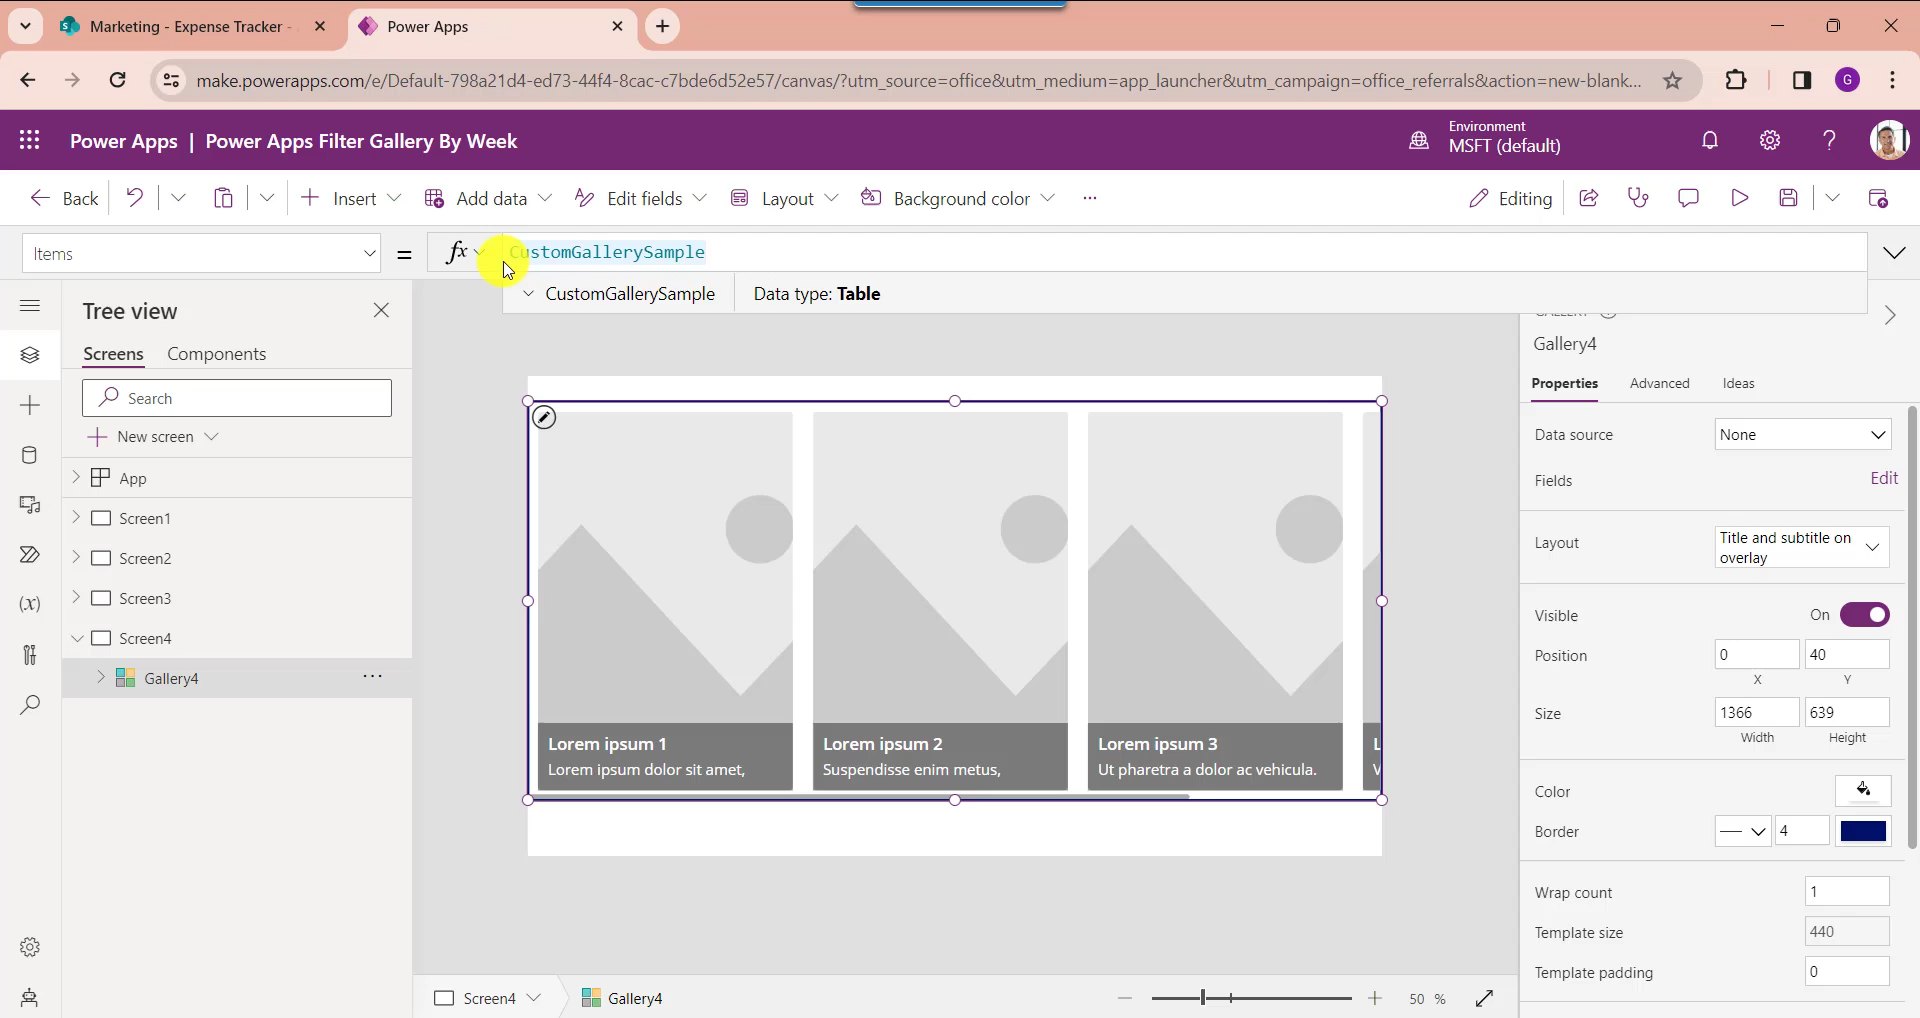 Marketing - Expense Tracker -
Power Apps
make.powerapps.com/e/Default-798a21d4-ed73-44f4-8cac-c7bde6d52e57/canvas/?utm_source=office&utm_medium=app_launcher&utm_campaign=office_referrals&action=new-blank...
G
Power Apps | Power Apps Filter Gallery By Week
Environment
MSFT (default)
Back
Insert
Add data
Edit fields
Layout
Background color
Editing
Items
=
fx
CustomGallerySample
CustomGallerySample
Data type: Table
Tree view
Screens
Components
Search
New screen
App
Screen1
Screen2
Screen3
Screen4
Gallery4
Lorem ipsum 1
Lorem ipsum dolor sit amet,
Lorem ipsum 2
Suspendisse enim metus,
Lorem ipsum 3
Ut pharetra a dolor ac vehicula.
L
V
GALLERY
Gallery4
Properties
Advanced
Ideas
Data source
None
Fields
Edit
Layout
Title and subtitle on
overlay
Visible
On
Position
0
40
X
Y
Size
1366
639
Width
Height
Color
Border
4
Wrap count
1
Template size
440
Template padding
0
Screen4
Gallery4
50 %